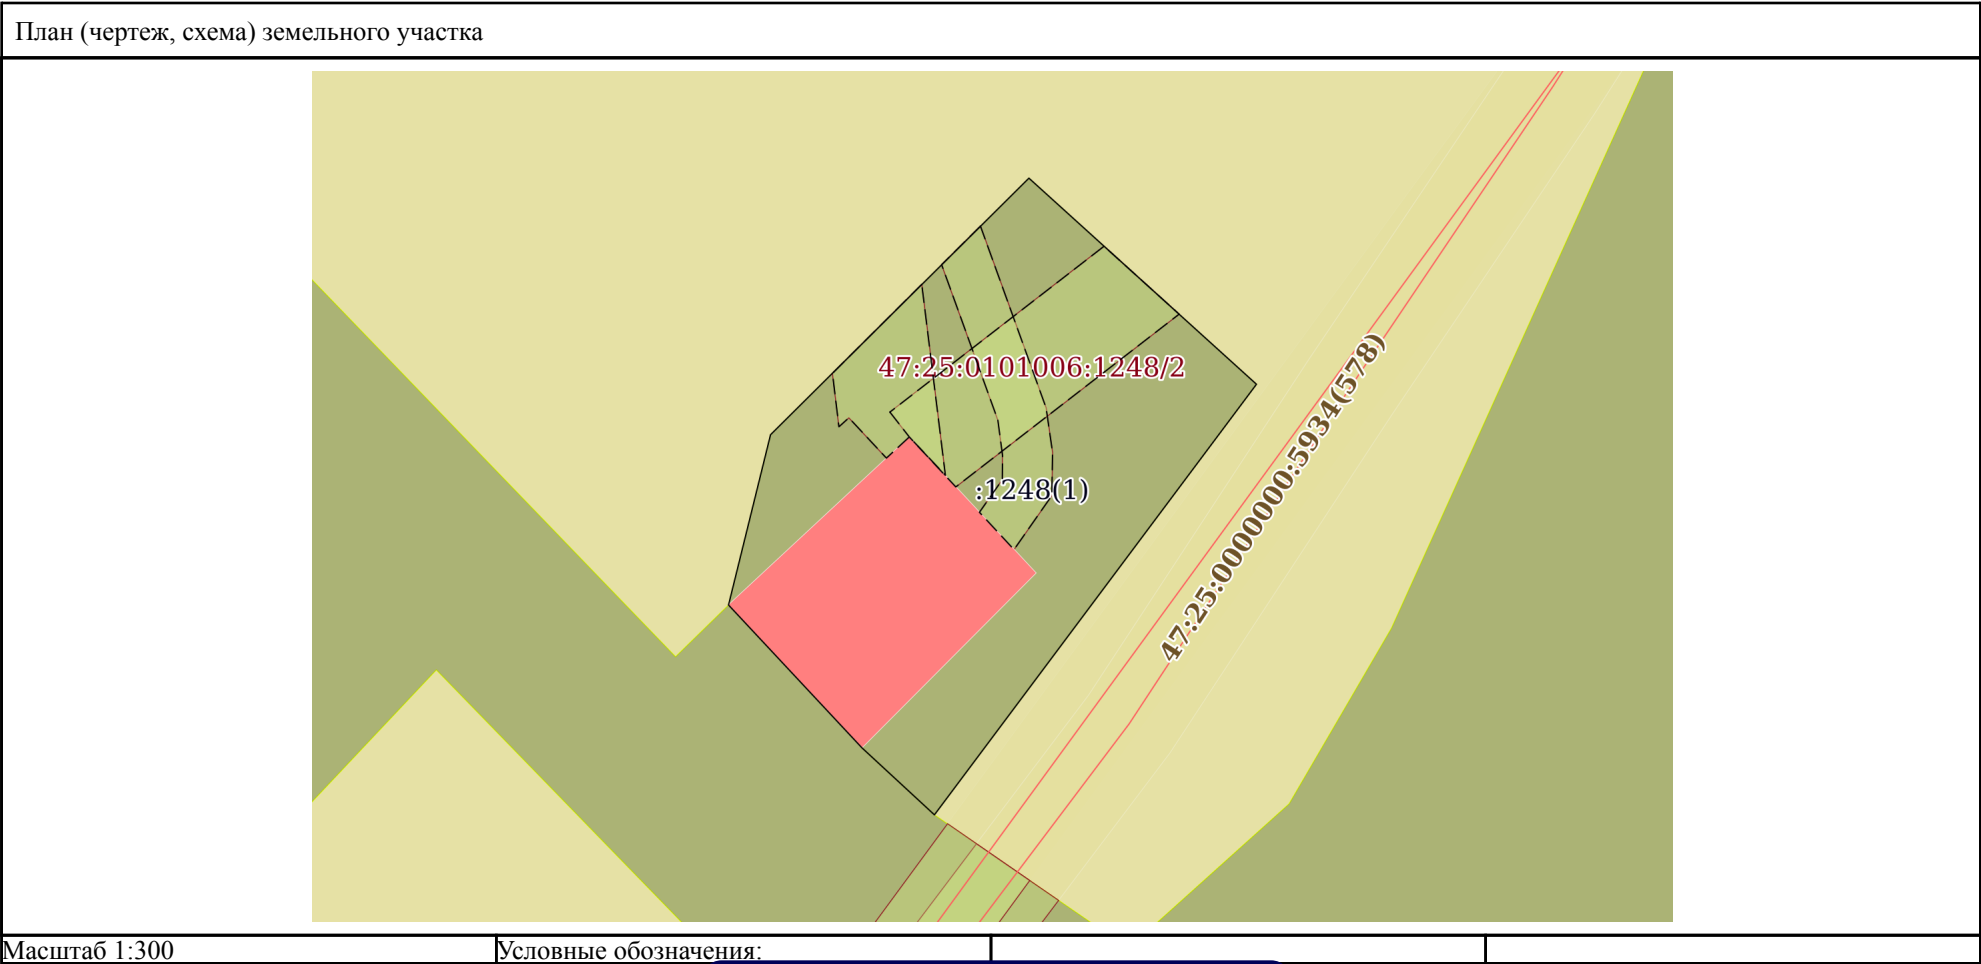 План (чертеж, схема) земельного участка
47:25:0101006:1248/2
:1248(1)
47:25:0000000:5934(578)
Масштаб 1:300
Условные обозначения: